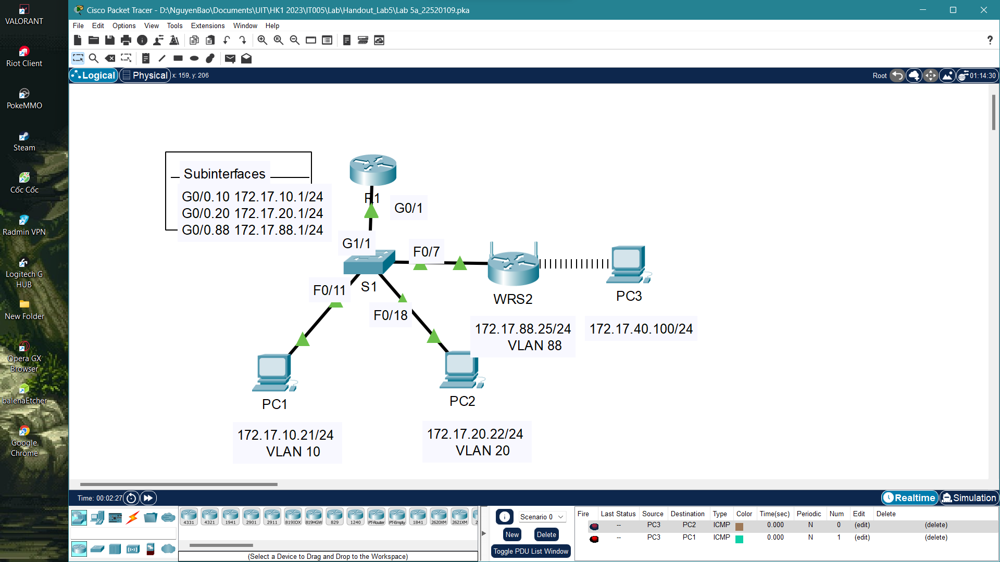 VALORANT
Riot Client
PokeMMO
Steam
Cốc Cốc
Radmin VPN
Logitech G
HUB
New Folder
Opera GX
Browser
balenaEtcher
Google
Chrome
Cisco Packet Tracer - D:\NguyenBao\Documents\UIT\HK1 2023\IT005\Lab\Handout_Lab5\Lab 5a_22520109.pka
File Edit Options View Tools Extensions Window Help
?
Logical Physical x: 159, y: 206
Root 01:14:30
Subinterfaces
G0/0.10 172.17.10.1/24
G0/0.20 172.17.20.1/24
G0/0.88 172.17.88.1/24
R1
G0/1
G1/1
F0/7
S1
F0/11
F0/18
WRS2
PC3
172.17.88.25/24
VLAN 88
172.17.40.100/24
PC1
PC2
172.17.10.21/24
VLAN 10
172.17.20.22/24
VLAN 20
Time: 00:02:27
Realtime Simulation
4331 4321 1941 2901 2911 819IOX 819HGW 829 1240 PT-Router PT-Empty 1841 2620XM 2621XM 2
(Select a Device to Drag and Drop to the Workspace)
Scenario 0
New Delete
Toggle PDU List Window
Fire Last Status Source Destination Type Color Time(sec) Periodic Num Edit Delete
-- PC3 PC2 ICMP 0.000 N 0 (edit) (delete)
-- PC3 PC1 ICMP 0.000 N 1 (edit) (delete)